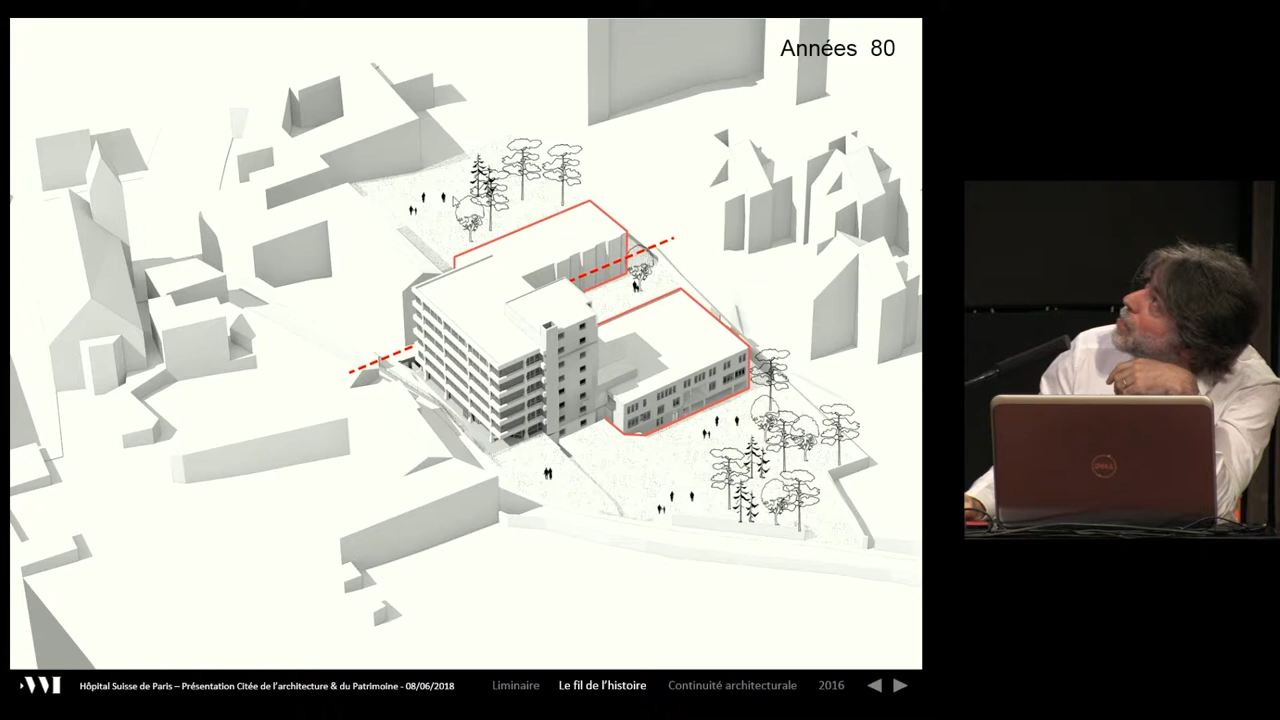 Années 80
Hôpital Suisse de Paris – Présentation Citée de l'architecture & du Patrimoine - 08/06/2018
Liminaire
Le fil de l'histoire
Continuité architecturale
2016
DELL